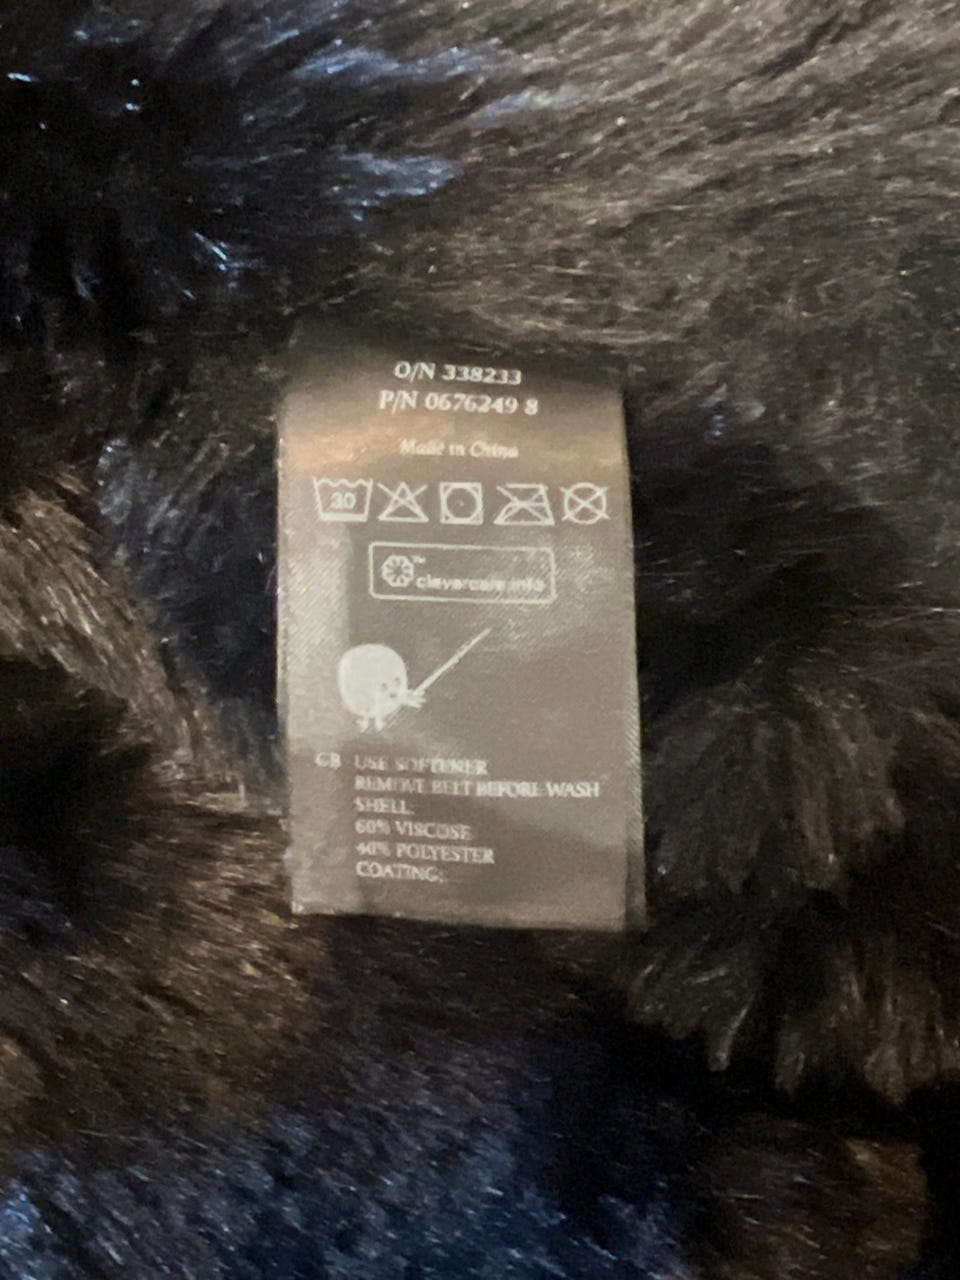 O/N 338233
P/N 0676249 8
Made in China
30
clevercare.info
GB USE SOFTENER
REMOVE BELT BEFORE WASH
SHELL:
60% VISCOSE
40% POLYESTER
COATING: